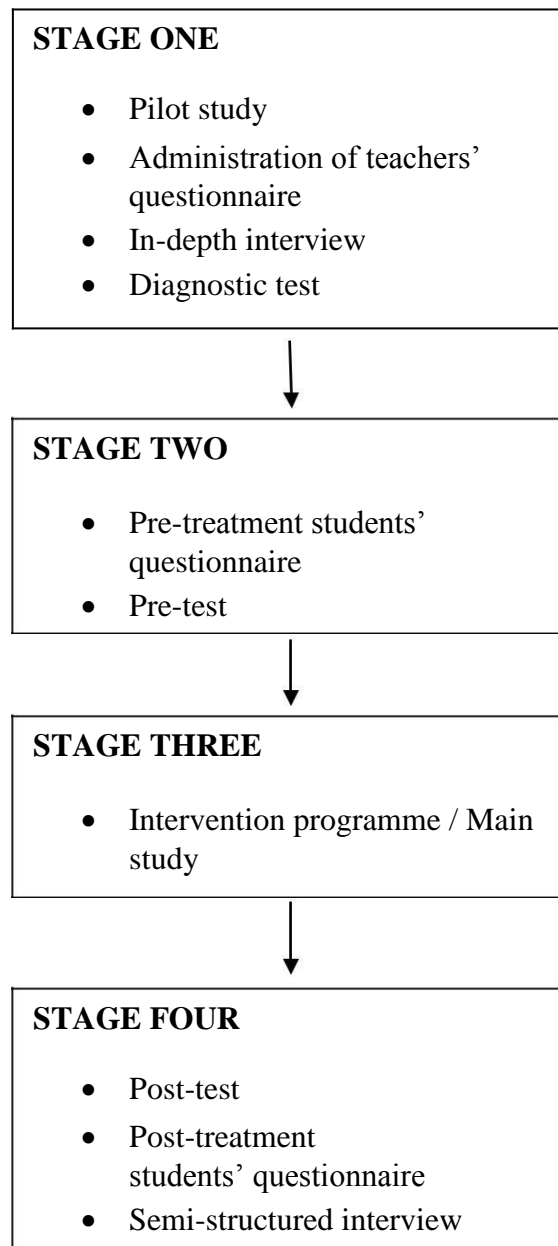 STAGE ONE
• Pilot study
• Administration of teachers’
questionnaire
• In-depth interview
• Diagnostic test
STAGE TWO
• Pre-treatment students’
questionnaire
• Pre-test
STAGE THREE
• Intervention programme / Main
study
STAGE FOUR
• Post-test
• Post-treatment
students’ questionnaire
• Semi-structured interview